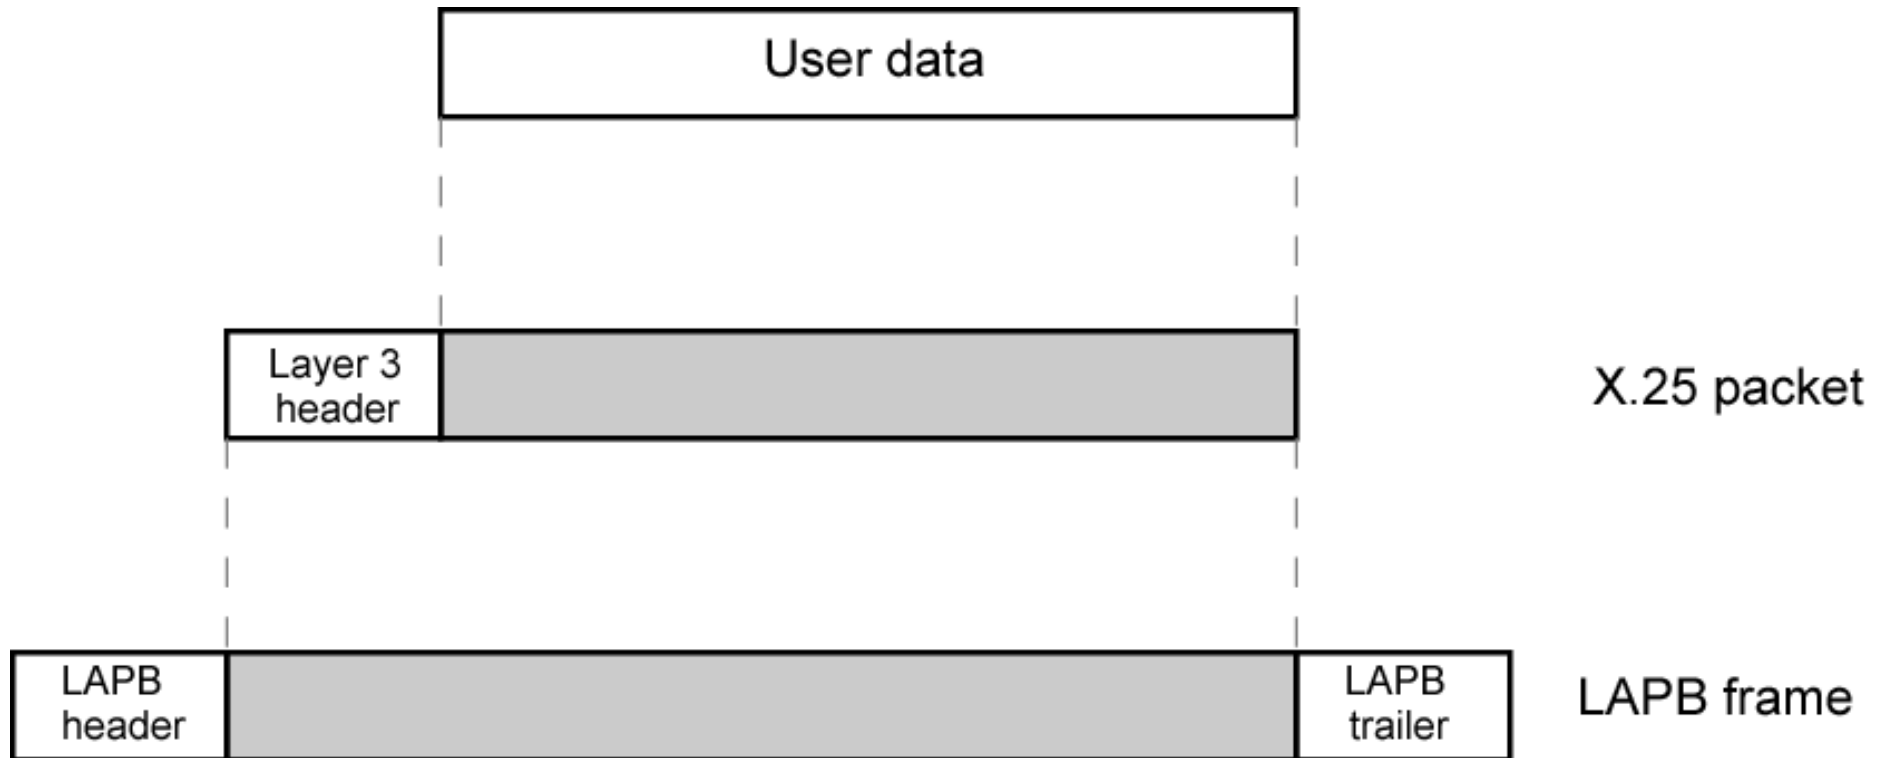 User data
Layer 3
header
X.25 packet
LAPB
header
LAPB
trailer
LAPB frame